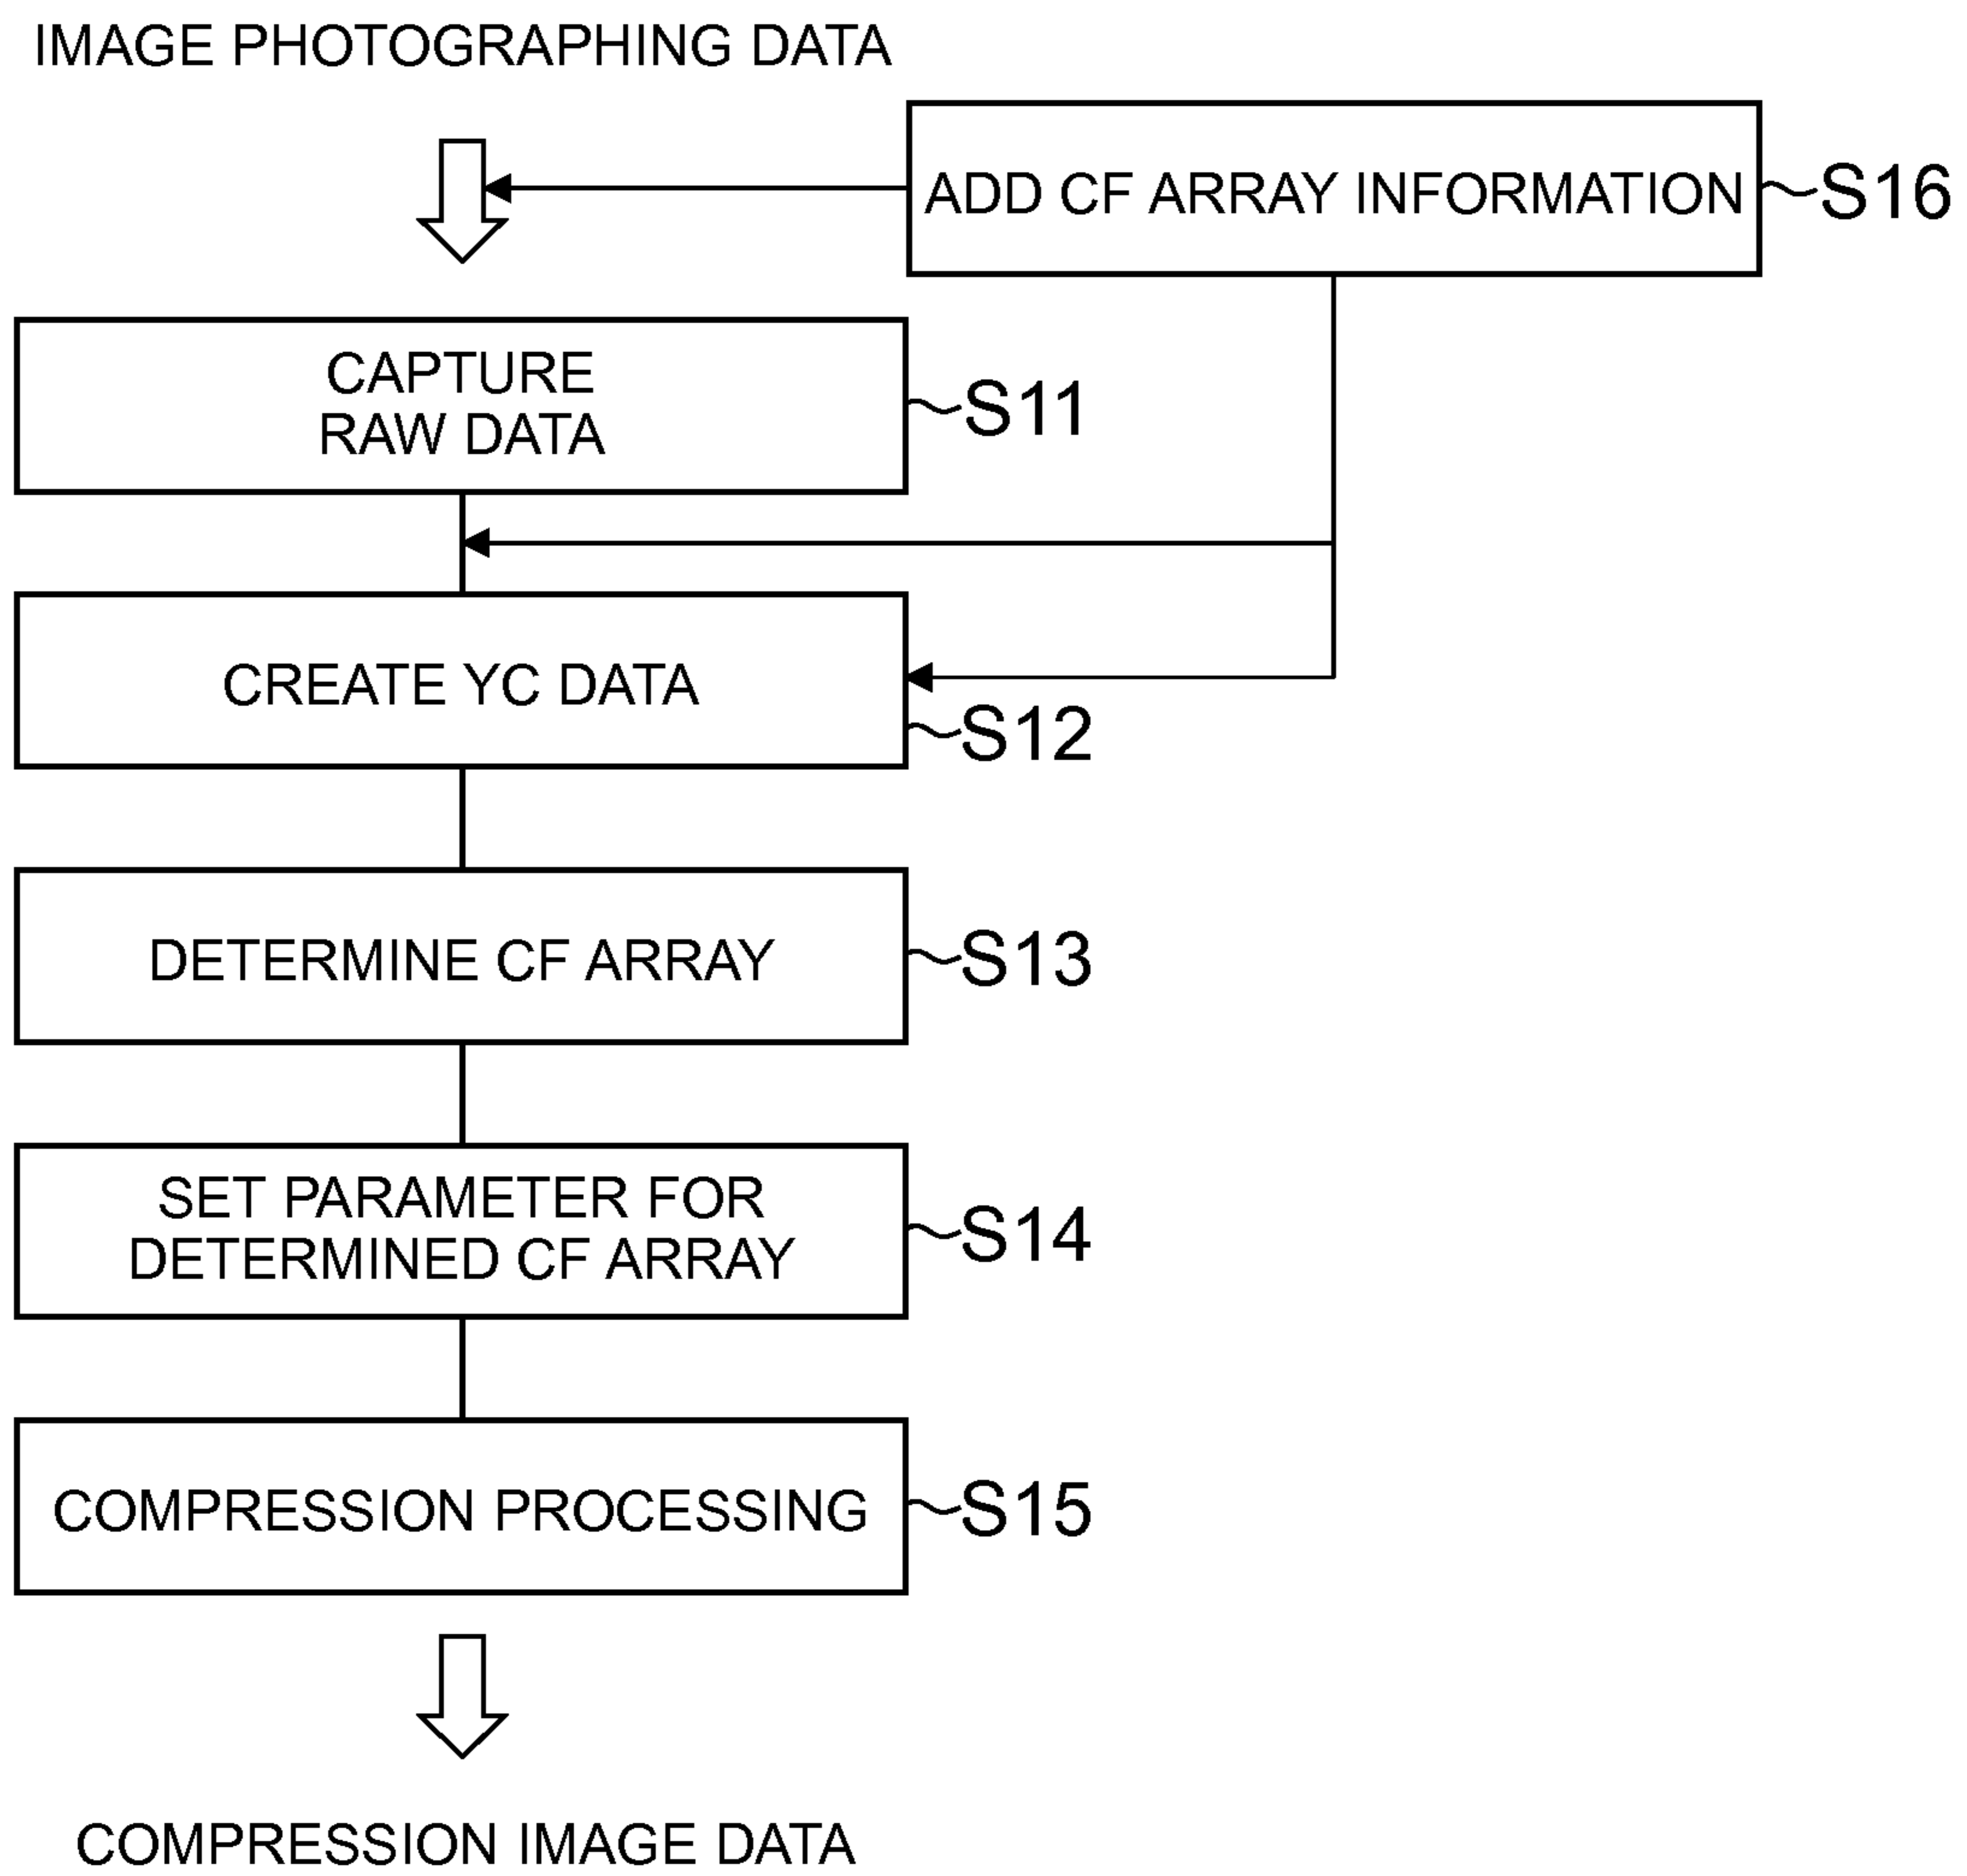 IMAGE PHOTOGRAPHING DATA
ADD CF ARRAY INFORMATION
S16
CAPTURE
RAW DATA
S11
CREATE YC DATA
S12
DETERMINE CF ARRAY
S13
SET PARAMETER FOR
DETERMINED CF ARRAY
S14
COMPRESSION PROCESSING
S15
COMPRESSION IMAGE DATA